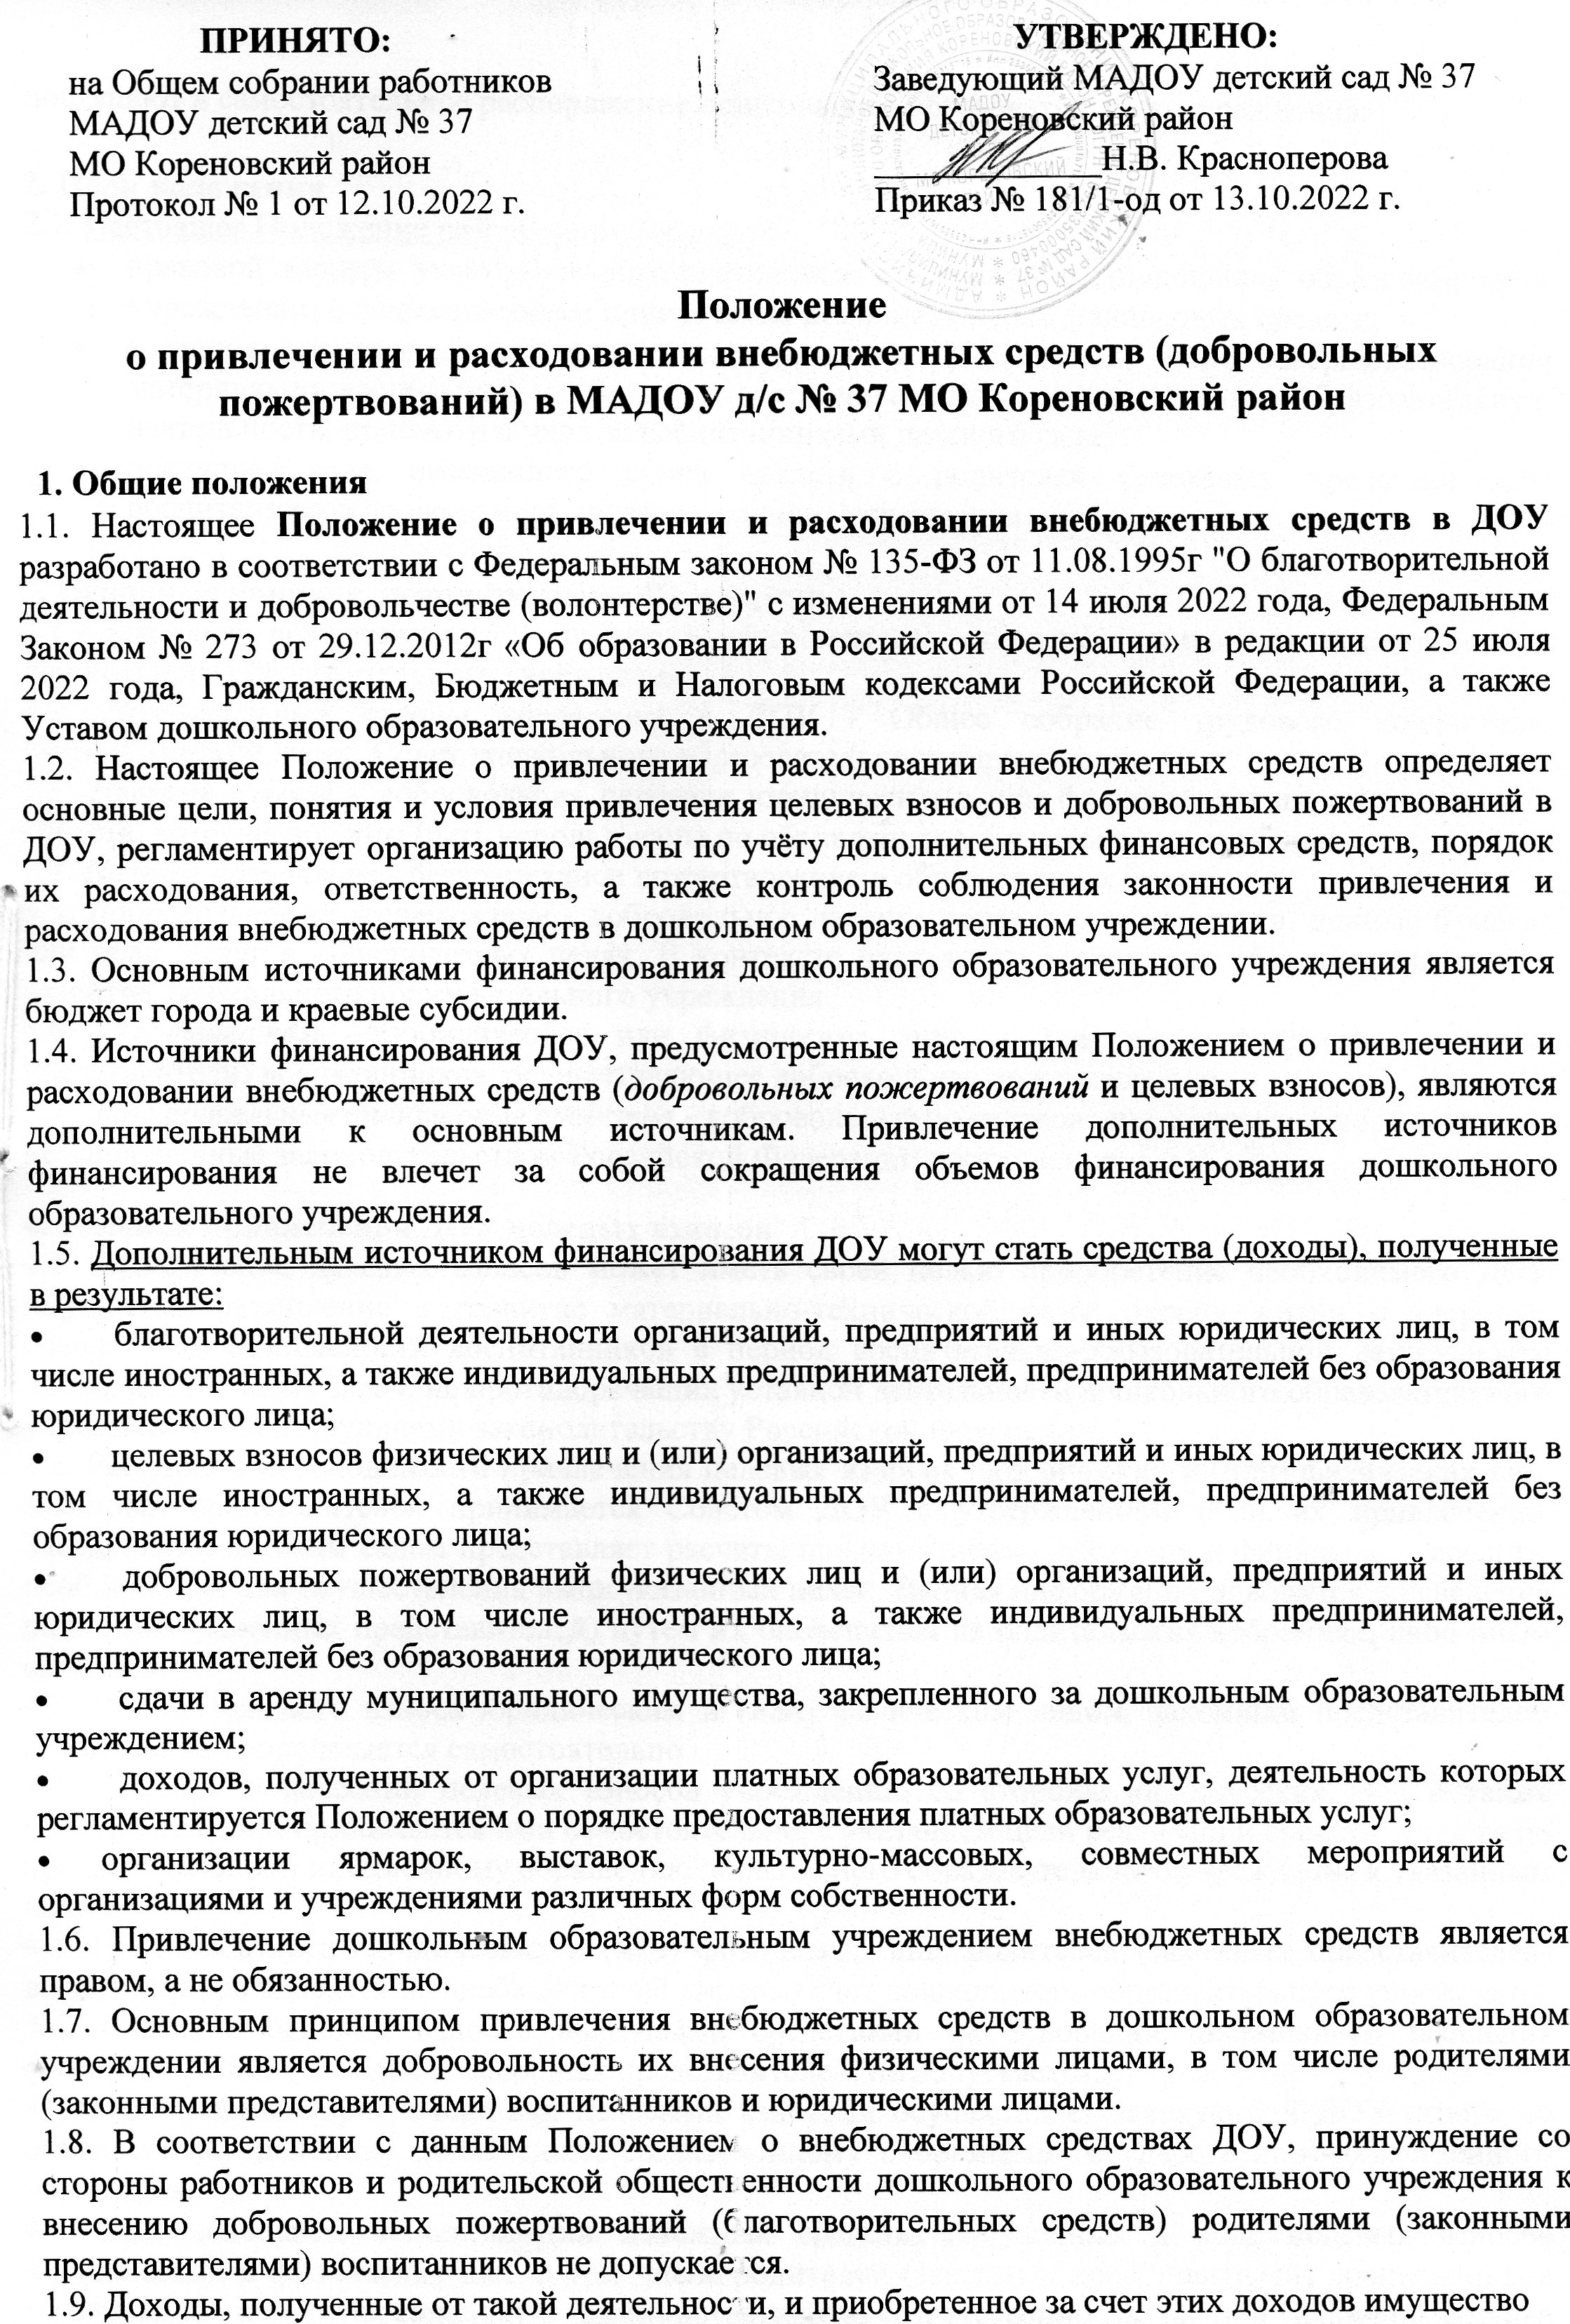 ПРИНЯТО:
на Общем собрании работников
МАДОУ детский сад № 37
МО Кореновский район
Протокол № 1 от 12.10.2022 г.
УТВЕРЖДЕНО:
Заведующий МАДОУ детский сад № 37
МО Кореновский район
Н.В. Красноперова
Приказ № 181/1-од от 13.10.2022 г.
Положение
о привлечении и расходовании внебюджетных средств (добровольных
пожертвований) в МАДОУ д/с № 37 МО Кореновский район
1. Общие положения
1.1. Настоящее Положение о привлечении и расходовании внебюджетных средств в ДОУ
разработано в соответствии с Федеральным законом № 135-ФЗ от 11.08.1995г "О благотворительной
деятельности и добровольчестве (волонтерстве)" с изменениями от 14 июля 2022 года, Федеральным
Законом № 273 от 29.12.2012г «Об образовании в Российской Федерации» в редакции от 25 июля
2022 года, Гражданским, Бюджетным и Налоговым кодексами Российской Федерации, а также
Уставом дошкольного образовательного учреждения.
1.2. Настоящее Положение о привлечении и расходовании внебюджетных средств определяет
основные цели, понятия и условия привлечения целевых взносов и добровольных пожертвований в
ДОУ, регламентирует организацию работы по учёту дополнительных финансовых средств, порядок
их расходования, ответственность, а также контроль соблюдения законности привлечения и
расходования внебюджетных средств в дошкольном образовательном учреждении.
1.3. Основным источниками финансирования дошкольного образовательного учреждения является
бюджет города и краевые субсидии.
1.4. Источники финансирования ДОУ, предусмотренные настоящим Положением о привлечении и
расходовании внебюджетных средств (добровольных пожертвований и целевых взносов), являются
дополнительными к основным источникам. Привлечение дополнительных источников
финансирования не влечет за собой сокращения объемов финансирования дошкольного
образовательного учреждения.
1.5. Дополнительным источником финансирования ДОУ могут стать средства (доходы), полученные
в результате:
• благотворительной деятельности организаций, предприятий и иных юридических лиц, в том
числе иностранных, а также индивидуальных предпринимателей, предпринимателей без образования
юридического лица;
• целевых взносов физических лиц и (или) организаций, предприятий и иных юридических лиц, в
том числе иностранных, а также индивидуальных предпринимателей, предпринимателей без
образования юридического лица;
• добровольных пожертвований физических лиц и (или) организаций, предприятий и иных
юридических лиц, в том числе иностранных, а также индивидуальных предпринимателей,
предпринимателей без образования юридического лица;
• сдачи в аренду муниципального имущества, закрепленного за дошкольным образовательным
учреждением;
• доходов, полученных от организации платных образовательных услуг, деятельность которых
регламентируется Положением о порядке предоставления платных образовательных услуг;
• организации ярмарок, выставок, культурно-массовых, совместных мероприятий с
организациями и учреждениями различных форм собственности.
1.6. Привлечение дошкольным образовательным учреждением внебюджетных средств является
правом, а не обязанностью.
1.7. Основным принципом привлечения внебюджетных средств в дошкольном образовательном
учреждении является добровольность их внесения физическими лицами, в том числе родителями
(законными представителями) воспитанников и юридическими лицами.
1.8. В соответствии с данным Положением о внебюджетных средствах ДОУ, принуждение со
стороны работников и родительской общественности дошкольного образовательного учреждения к
внесению добровольных пожертвований (благотворительных средств) родителями (законными
представителями) воспитанников не допускается.
1.9. Доходы, полученные от такой деятельности, и приобретенное за счет этих доходов имущество